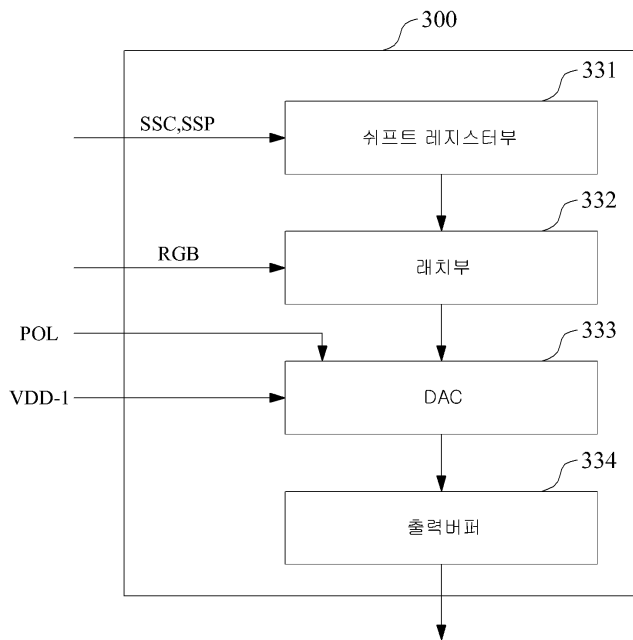 300
331
SSC,SSP
쉬프트 레지스터부
332
RGB
래치부
POL
333
VDD-1
DAC
334
출력버퍼